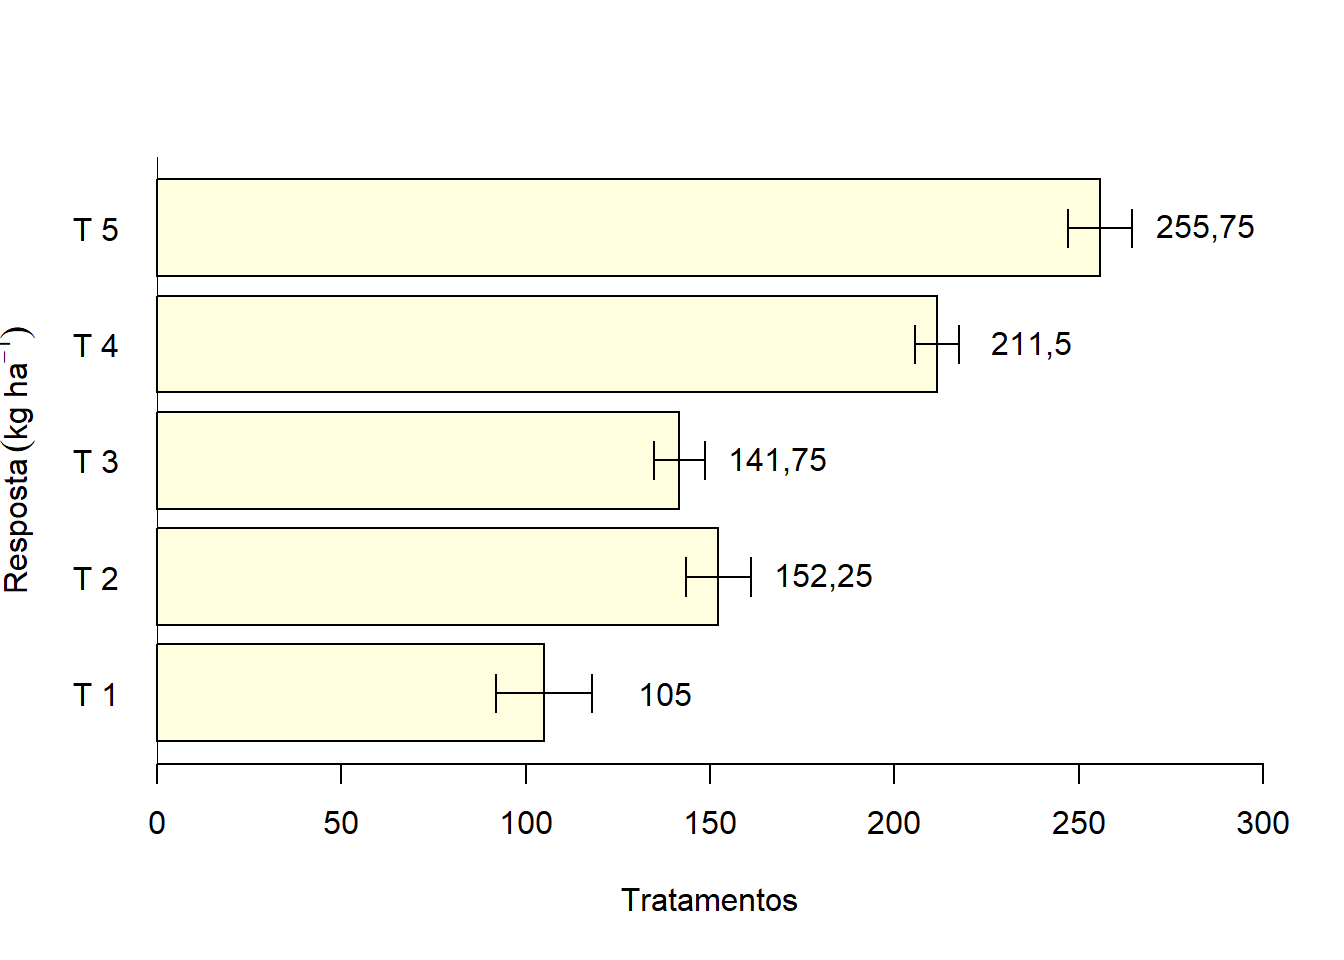 T 5
255,75
T 4
211,5
T 3
141,75
T 2
152,25
T 1
105
Resposta (kg ha⁻¹)
0 50 100 150 200 250 300
Tratamentos